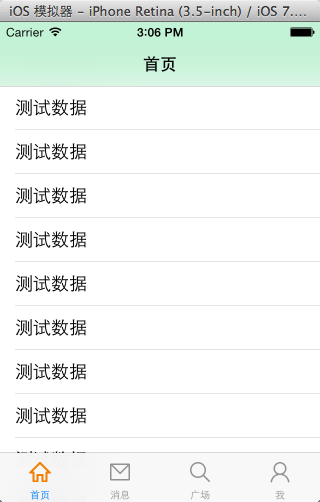 iOS 模拟器 - iPhone Retina (3.5-inch) / iOS 7....
Carrier 3:06 PM
首页
测试数据
测试数据
测试数据
测试数据
测试数据
测试数据
测试数据
测试数据
首页 消息 广场 我